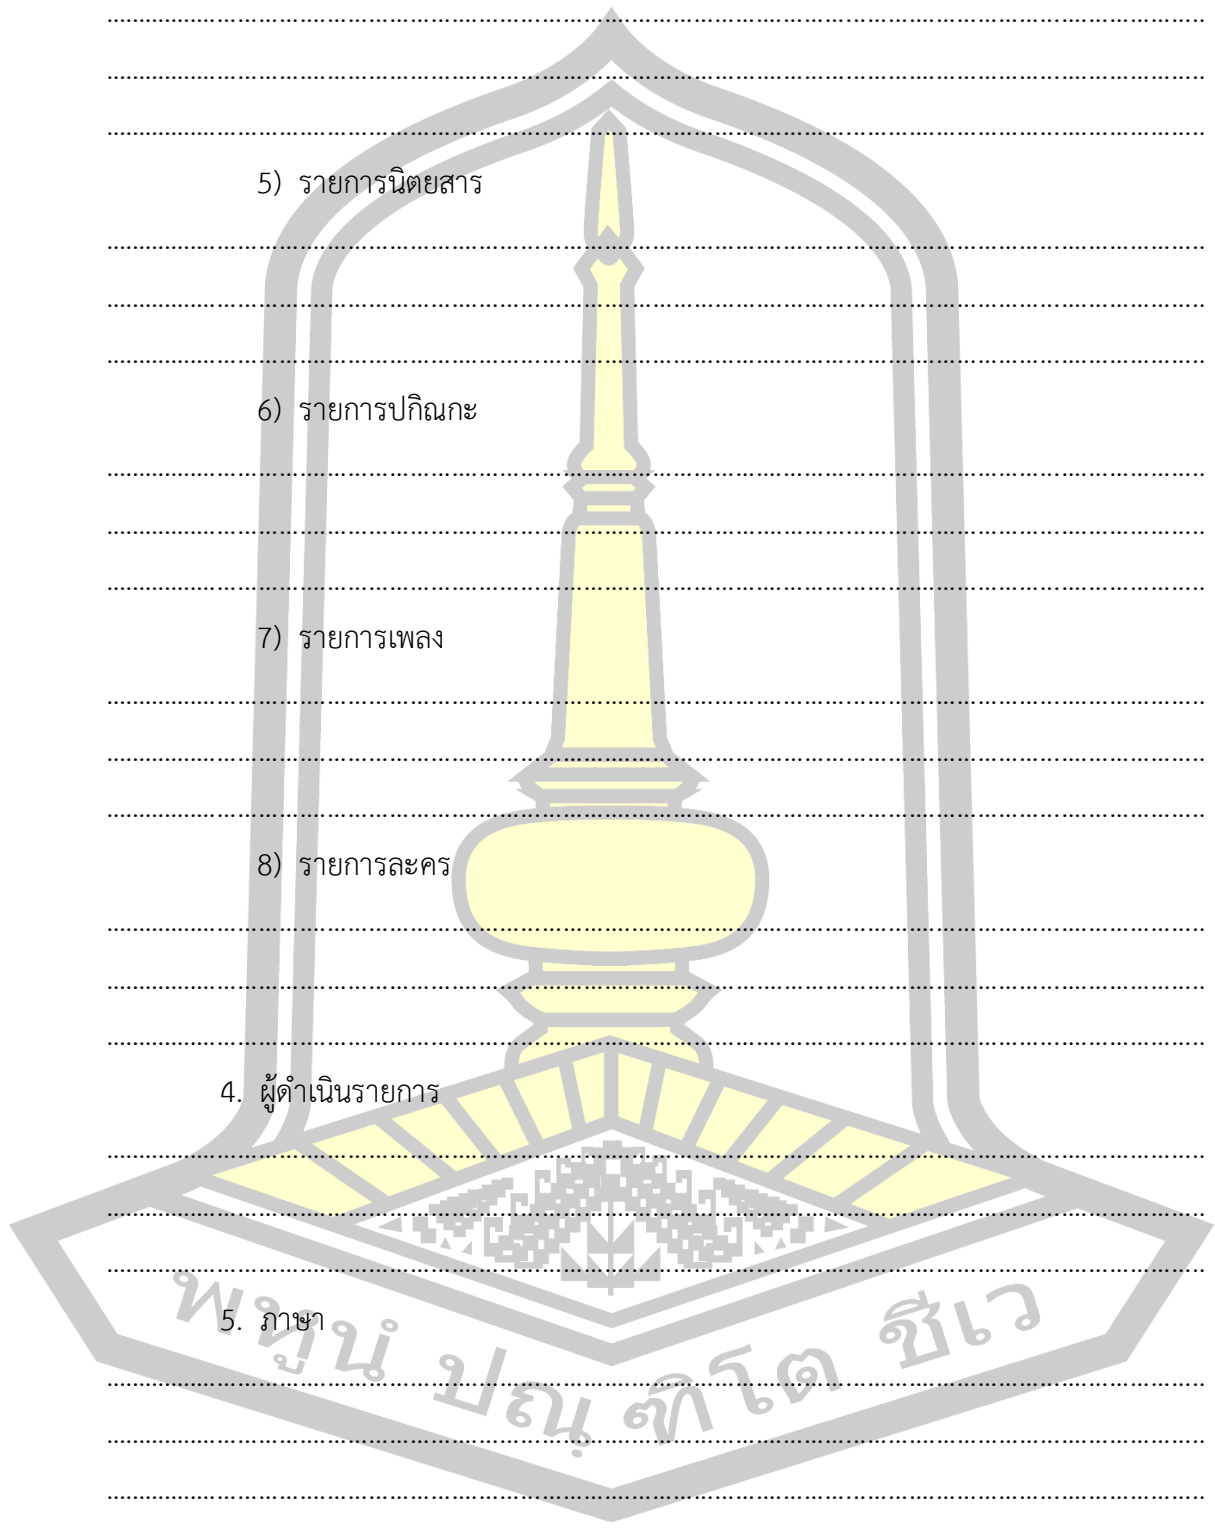 5) รายการนิตยสาร
6) รายการปกิณกะ
7) รายการเพลง
8) รายการละคร
4. ผู้ดำเนินรายการ
5. ภาษา
พหูนํ ปณฺฑิโต ชีเว